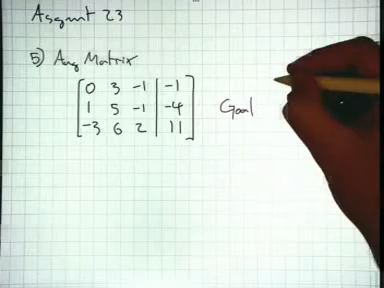 Asgmt 23
5) Aug Matrix
0 3 -1 | -1
1 5 -1 | -4
-3 6 2 | 11
Goal